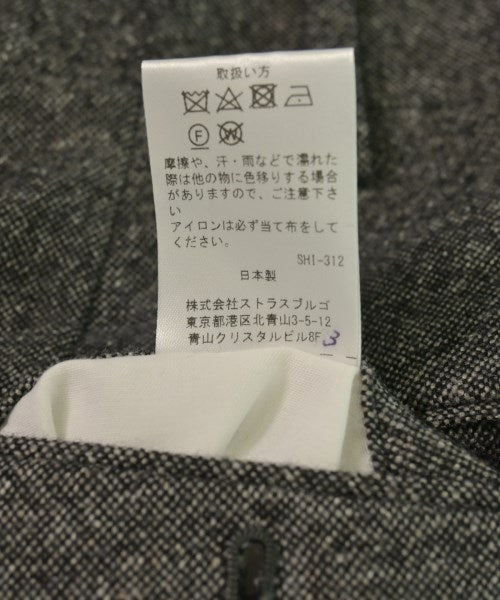 取扱い方
F W
摩擦や、汗・雨などで濡れた
際は他の物に色移りする場合
がありますので、ご注意下さ
い
アイロンは必ず当て布をして
ください。
SHI-312
日本製
株式会社ストラスブルゴ
東京都港区北青山3-5-12
青山クリスタルビル8F 3